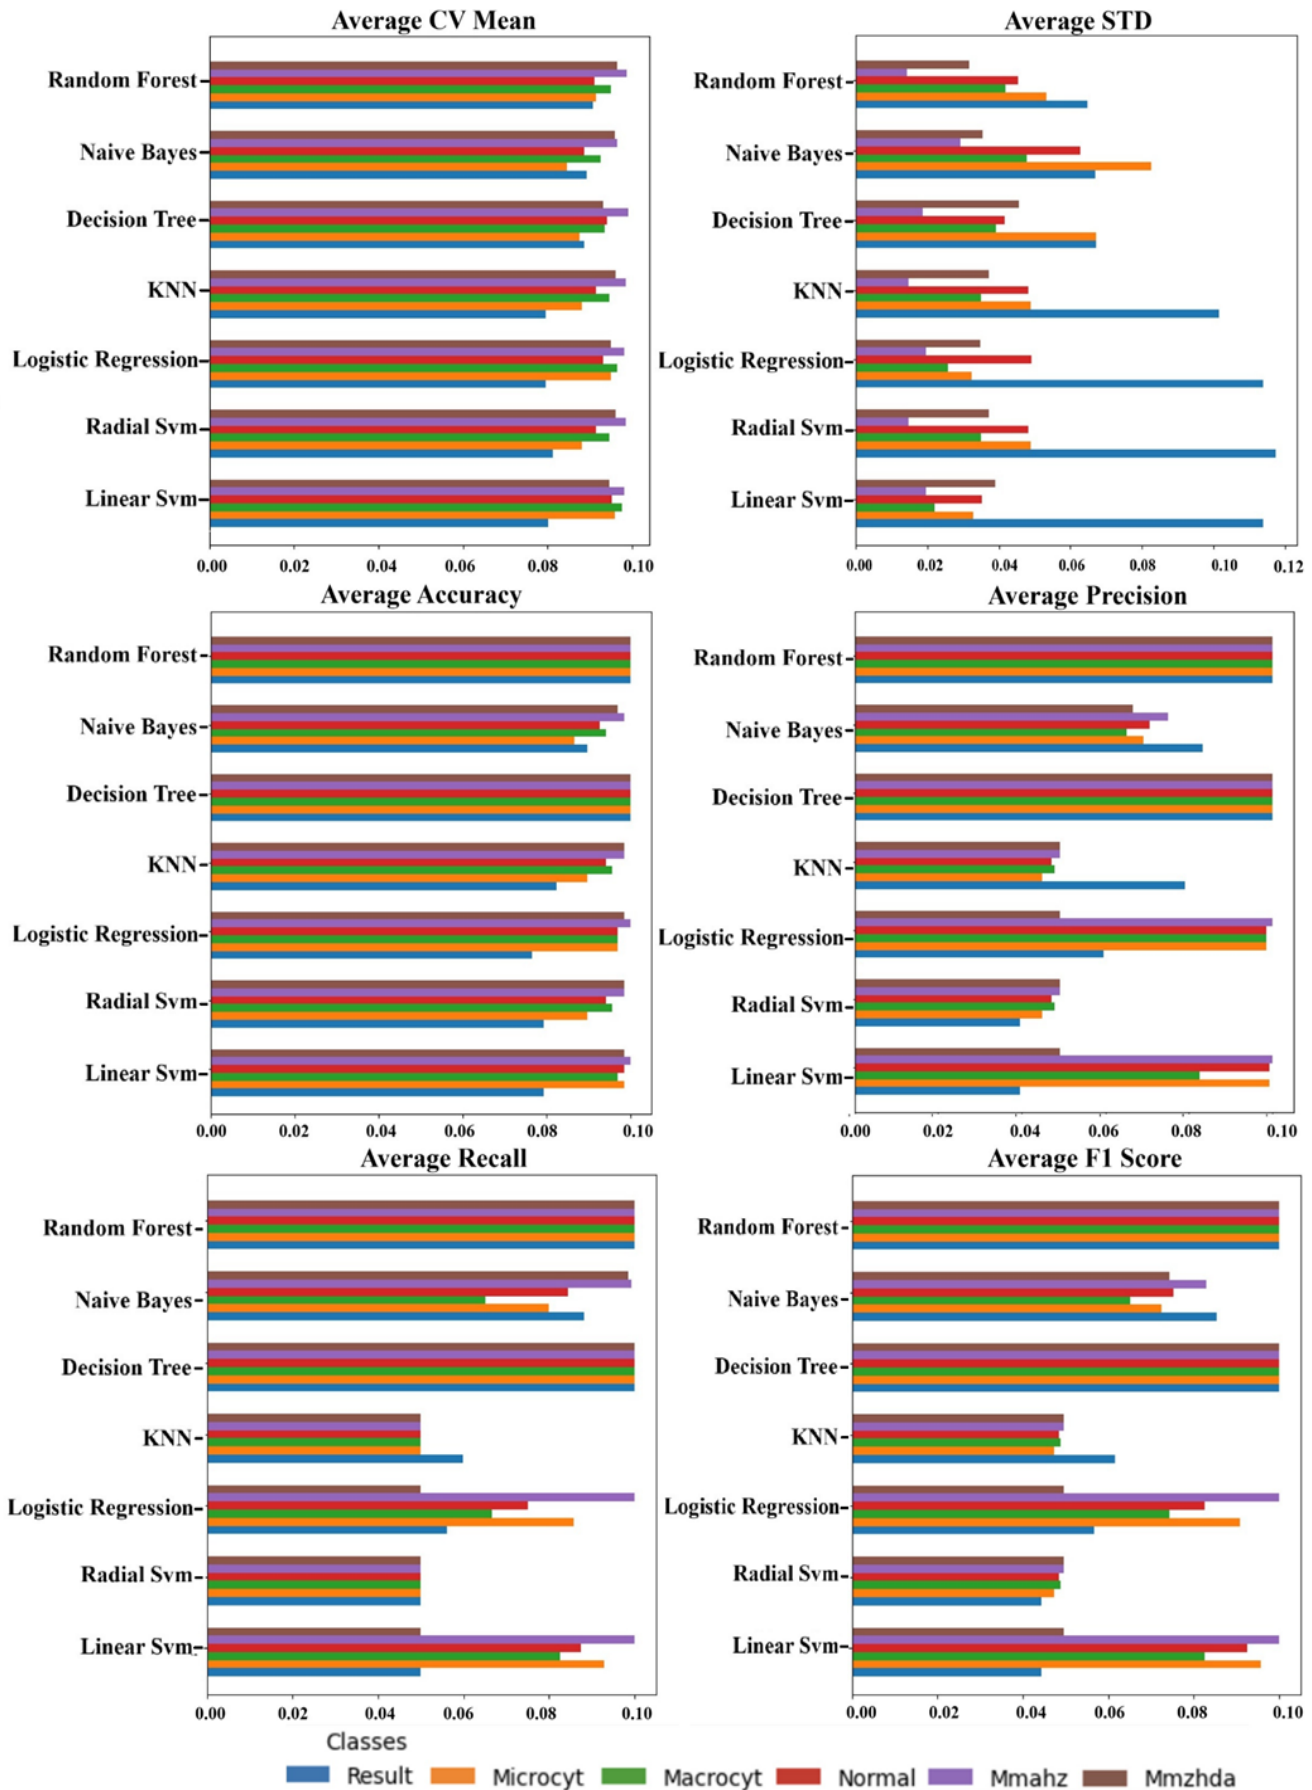 Average CV Mean
Random Forest
Naive Bayes
Decision Tree
KNN
Logistic Regression
Radial Svm
Linear Svm
0.00 0.02 0.04 0.06 0.08 0.10
Average STD
Random Forest
Naive Bayes
Decision Tree
KNN
Logistic Regression
Radial Svm
Linear Svm
0.00 0.02 0.04 0.06 0.08 0.10 0.12
Average Accuracy
Random Forest
Naive Bayes
Decision Tree
KNN
Logistic Regression
Radial Svm
Linear Svm
0.00 0.02 0.04 0.06 0.08 0.10
Average Precision
Random Forest
Naive Bayes
Decision Tree
KNN
Logistic Regression
Radial Svm
Linear Svm
0.00 0.02 0.04 0.06 0.08 0.10
Average Recall
Random Forest
Naive Bayes
Decision Tree
KNN
Logistic Regression
Radial Svm
Linear Svm
0.00 0.02 0.04 0.06 0.08 0.10
Average F1 Score
Random Forest
Naive Bayes
Decision Tree
KNN
Logistic Regression
Radial Svm
Linear Svm
0.00 0.02 0.04 0.06 0.08 0.10
Classes
Result Microcyt Macrocyt Normal Mmahz Mmzhda